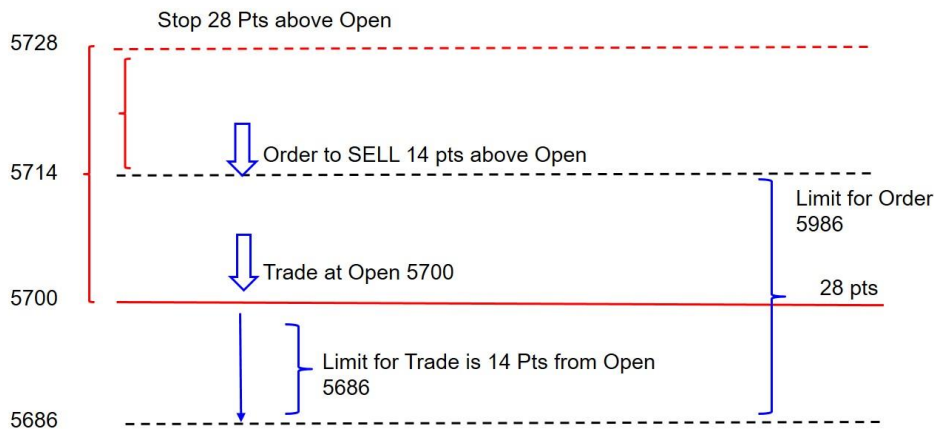 Stop 28 Pts above Open
5728
Order to SELL 14 pts above Open
5714
Limit for Order
5986
Trade at Open 5700
28 pts
5700
Limit for Trade is 14 Pts from Open
5686
5686